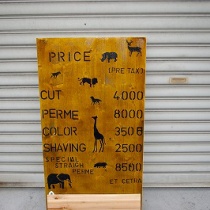 PRICE
(PRE TAX)
CUT 4000
PERME 8000
COLOR 3500
SHAVING 2500
SPECIAL
STRAIGH
PERME 8500
ET CETRA